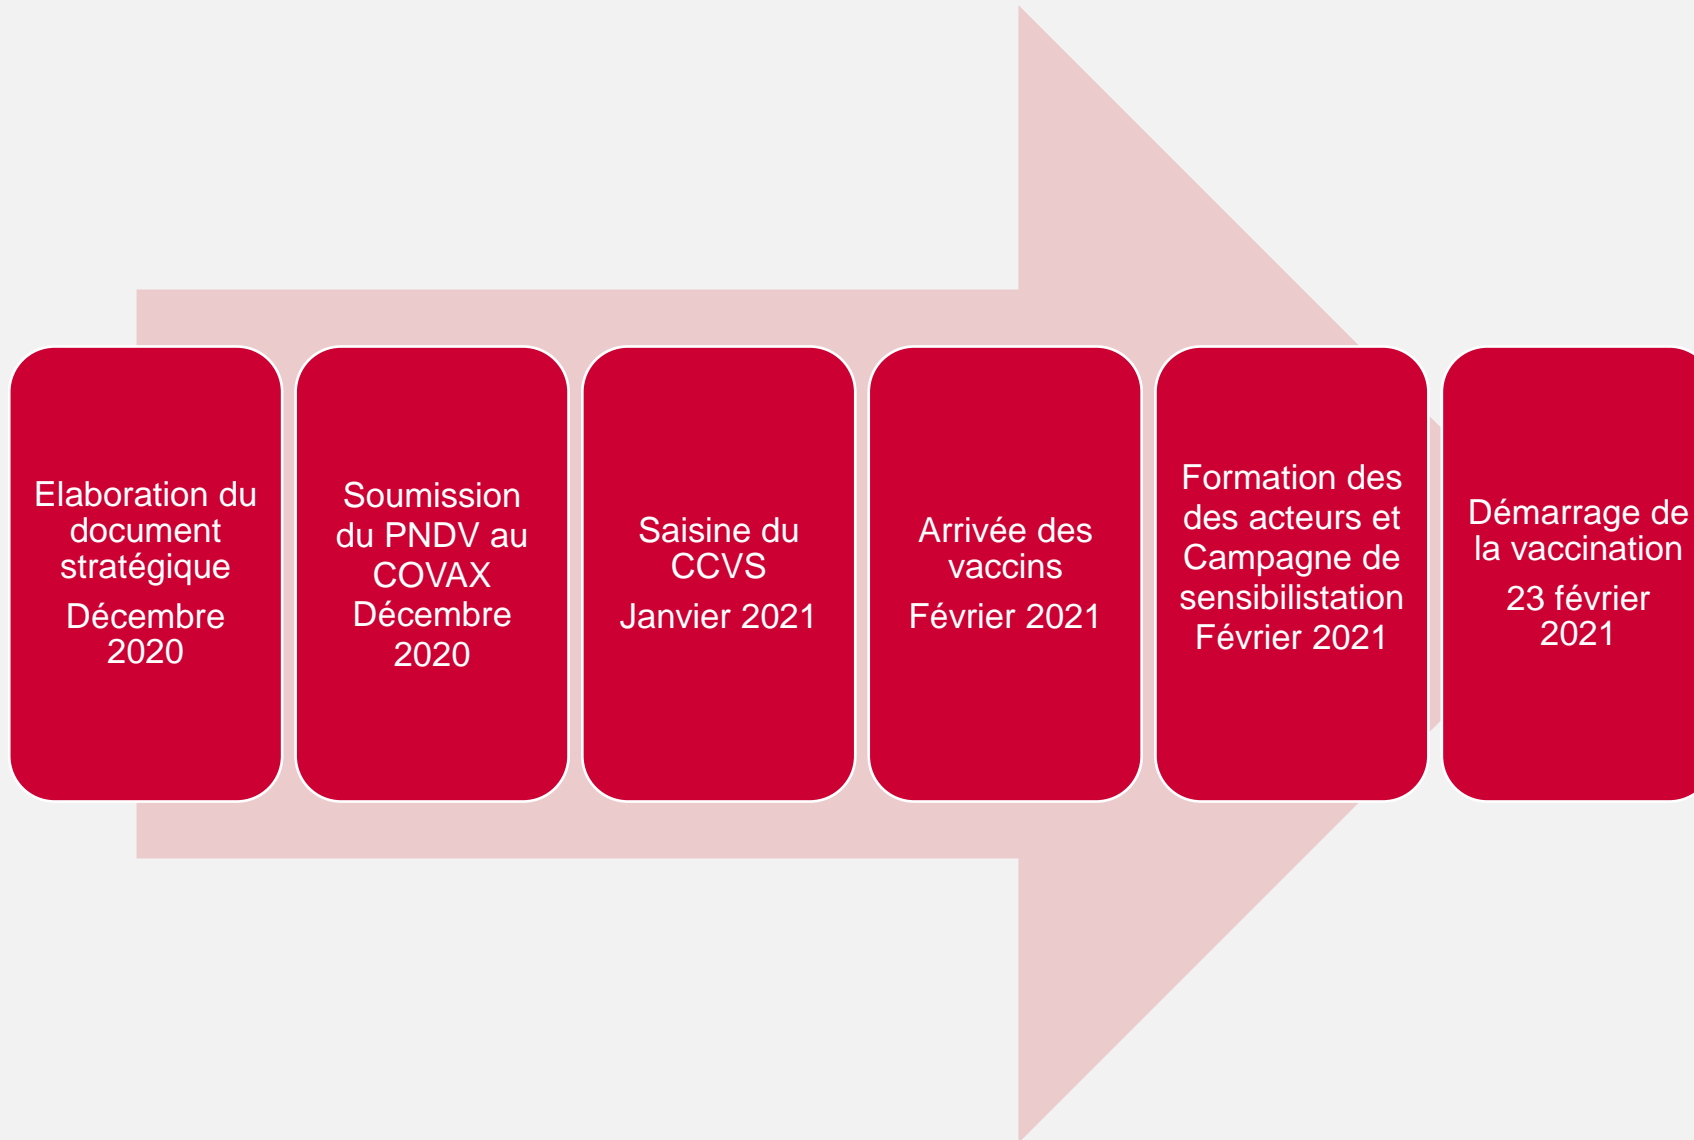 Elaboration du
document
stratégique
Décembre
2020
Soumission
du PNDV au
COVAX
Décembre
2020
Saisine du
CCVS
Janvier 2021
Arrivée des
vaccins
Février 2021
Formation des
des acteurs et
Campagne de
sensibilistation
Février 2021
Démarrage de
la vaccination
23 février
2021